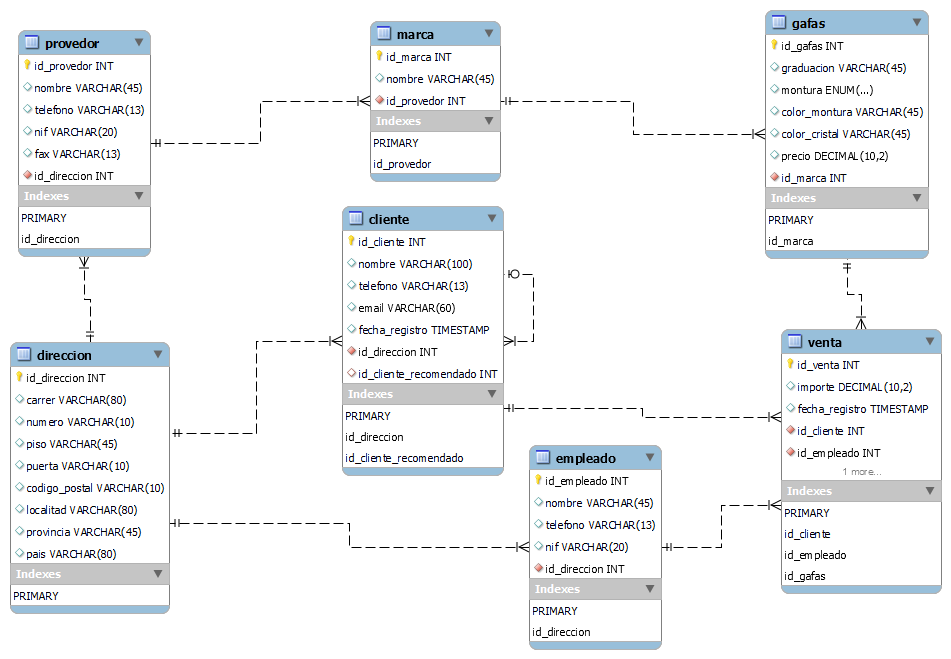 provedor
id_provedor INT
nombre VARCHAR(45)
telefono VARCHAR(13)
nif VARCHAR(20)
fax VARCHAR(13)
id_direccion INT
Indexes
PRIMARY
id_direccion
marca
id_marca INT
nombre VARCHAR(45)
id_provedor INT
Indexes
PRIMARY
id_provedor
gafas
id_gafas INT
graduacion VARCHAR(45)
montura ENUM(...)
color_montura VARCHAR(45)
color_cristal VARCHAR(45)
precio DECIMAL(10,2)
id_marca INT
Indexes
PRIMARY
id_marca
cliente
id_cliente INT
nombre VARCHAR(100)
telefono VARCHAR(13)
email VARCHAR(60)
fecha_registro TIMESTAMP
id_direccion INT
id_cliente_recomendado INT
Indexes
PRIMARY
id_direccion
id_cliente_recomendado
direccion
id_direccion INT
carrer VARCHAR(80)
numero VARCHAR(10)
piso VARCHAR(45)
puerta VARCHAR(10)
codigo_postal VARCHAR(10)
localitad VARCHAR(80)
provincia VARCHAR(45)
pais VARCHAR(80)
Indexes
PRIMARY
empleado
id_empleado INT
nombre VARCHAR(45)
telefono VARCHAR(13)
nif VARCHAR(20)
id_direccion INT
Indexes
PRIMARY
id_direccion
venta
id_venta INT
importe DECIMAL(10,2)
fecha_registro TIMESTAMP
id_cliente INT
id_empleado INT
1 more...
Indexes
PRIMARY
id_cliente
id_empleado
id_gafas